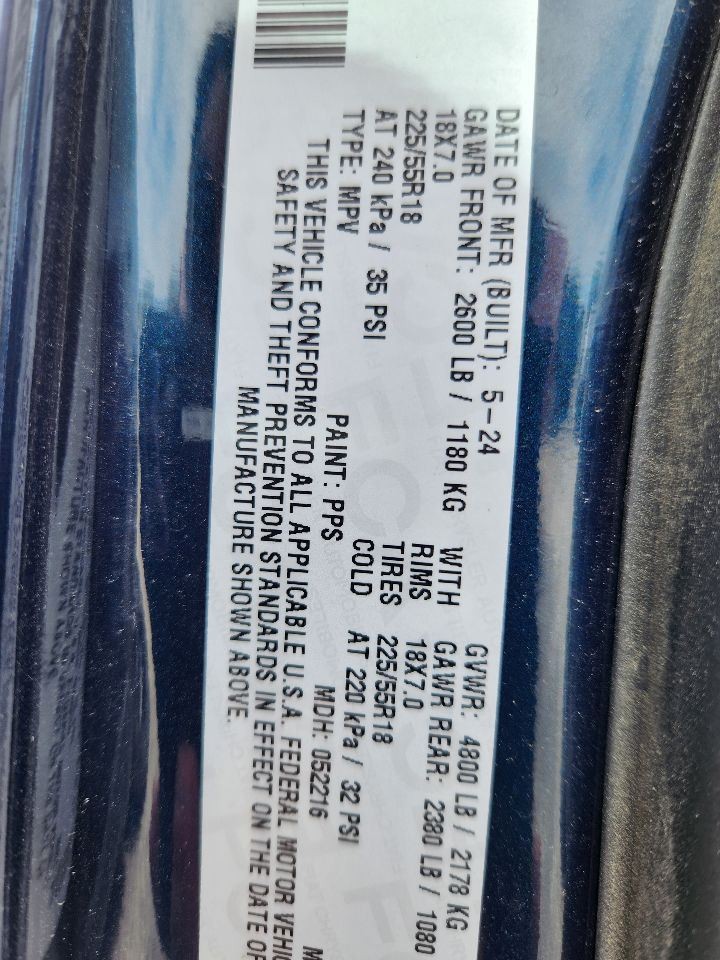 DATE OF MFR (BUILT): 5-24 GVWR: 4800 LB / 2178 KG
GAWR FRONT: 2600 LB / 1180 KG WITH GAWR REAR: 2380 LB / 1080
18X7.0 RIMS 18X7.0
225/55R18 TIRES 225/55R18
AT 240 kPa / 35 PSI COLD AT 220 kPa / 32 PSI
TYPE: MPV PAINT: PPS MDH: 052216 M
THIS VEHICLE CONFORMS TO ALL APPLICABLE U.S.A. FEDERAL MOTOR VEHIC
SAFETY AND THEFT PREVENTION STANDARDS IN EFFECT ON THE DATE OF
MANUFACTURE SHOWN ABOVE.